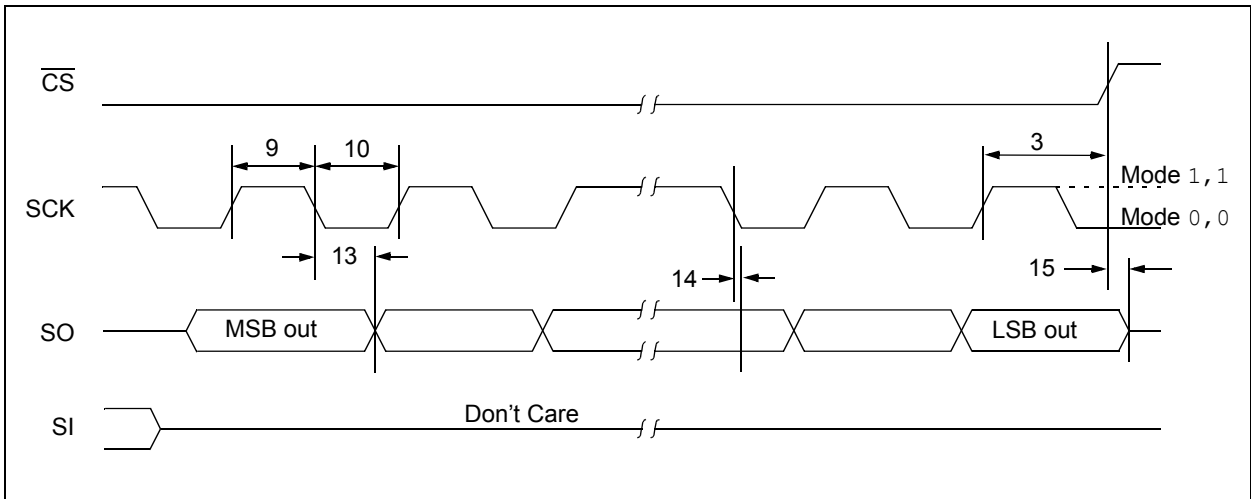 C̅S̅
9 10 3
SCK
Mode 1,1
Mode 0,0
13 14 15
SO MSB out LSB out
SI Don't Care